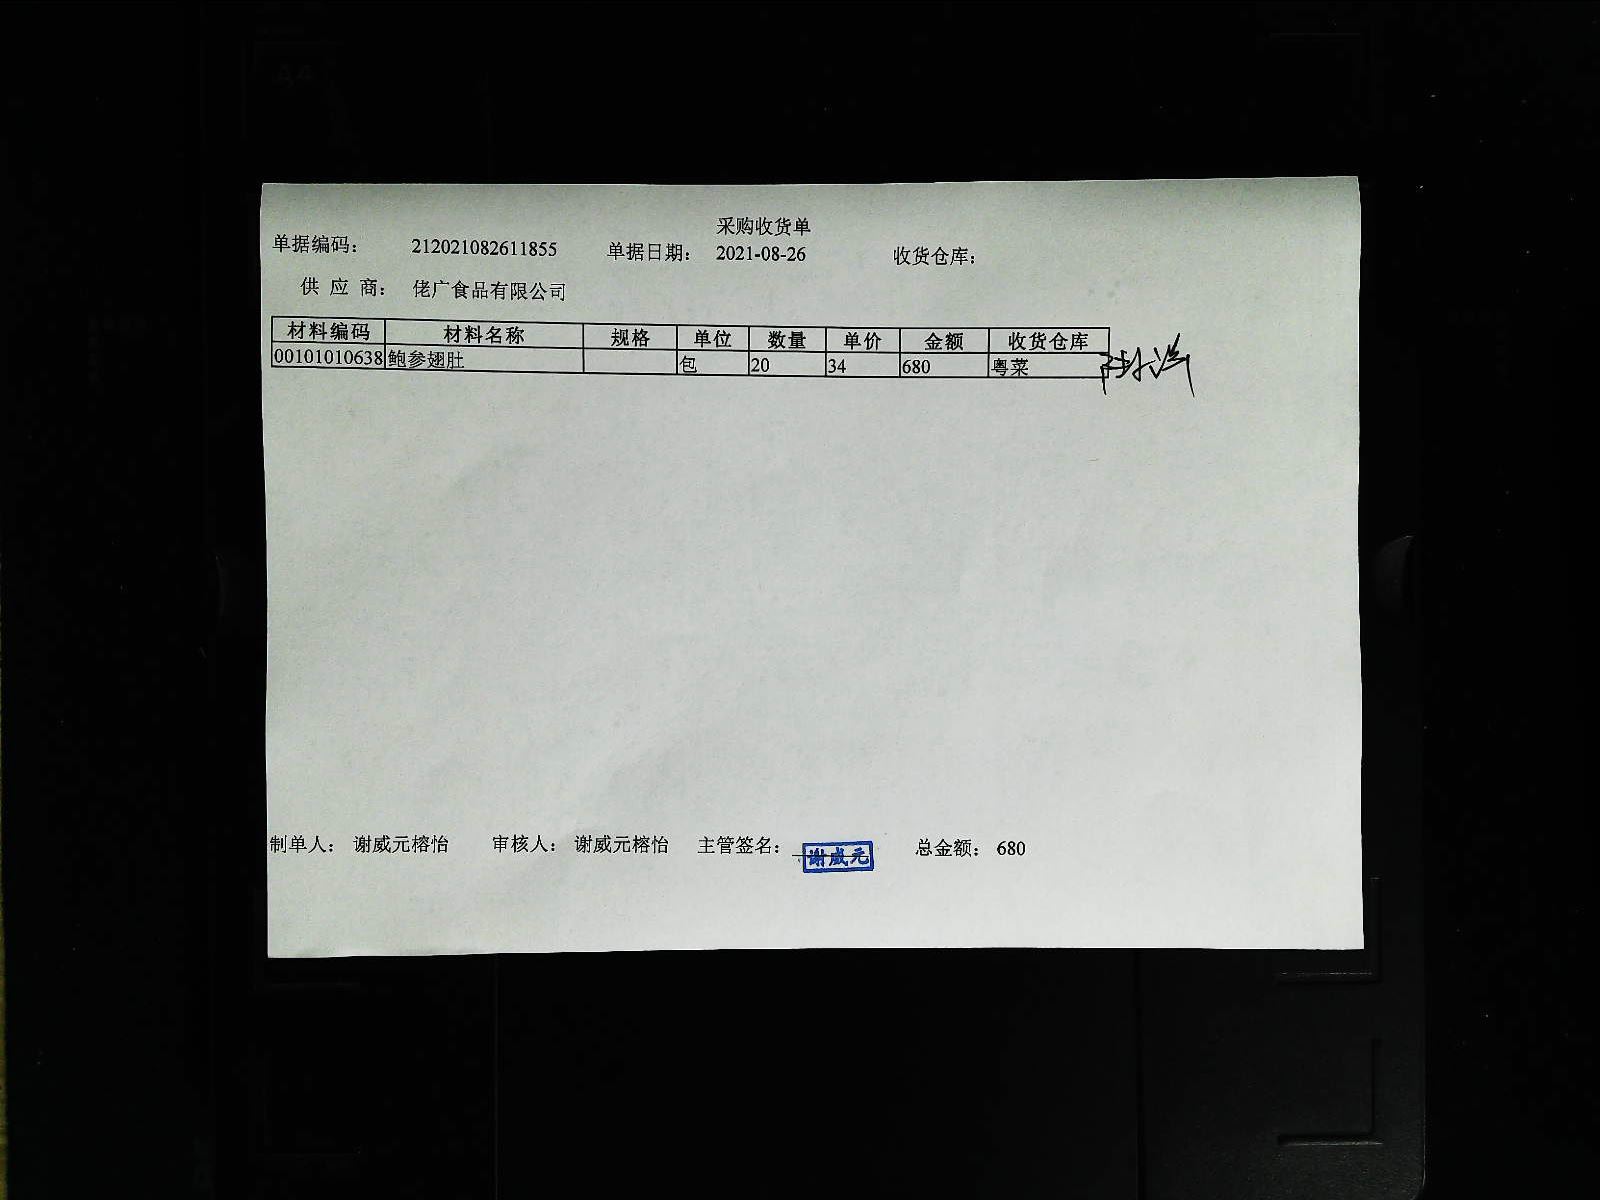 采购收货单
单据编码： 212021082611855 单据日期： 2021-08-26 收货仓库：
供 应 商： 佬广食品有限公司
材料编码 材料名称 规格 单位 数量 单价 金额 收货仓库
00101010638 鲍参翅肚 包 20 34 680 粤菜
制单人： 谢威元榕怡 审核人： 谢威元榕怡 主管签名： 谢威元 总金额： 680